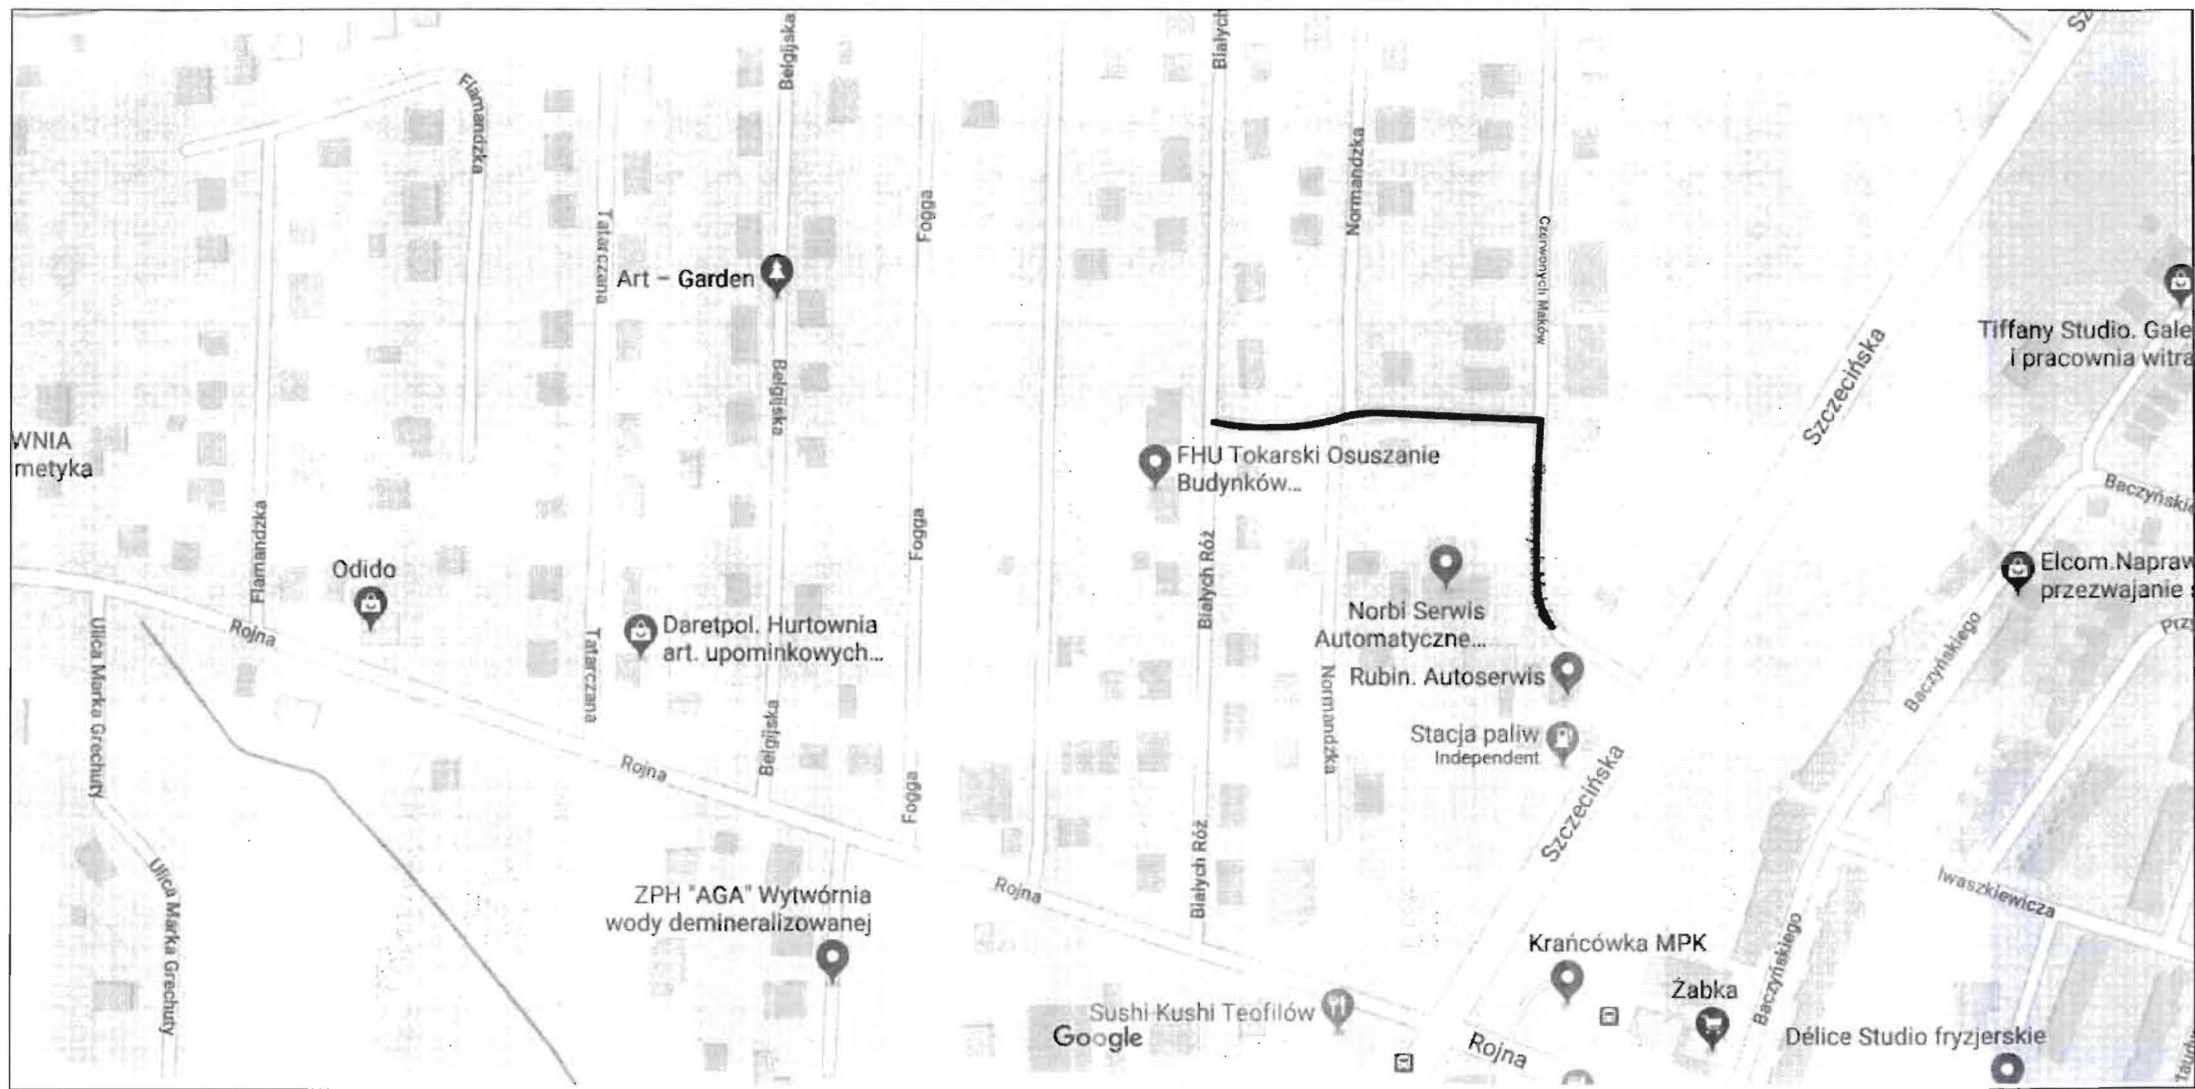 Belgijska
Białych
Sz
Flamandzka
Normandzka
Fogga
Tatarczana
Czerwonych Maków
Art – Garden
Szczecińska
Tiffany Studio. Gale
i pracownia witra
Belgijska
WNIA
metyka
FHU Tokarski Osuszanie
Budynków...
Baczyńskie
Flamandzka
Fogga
Białych Róż
Odido
Norbi Serwis
Automatyczne...
Elcom.Napraw
przezwajanie s
Rojna
Daretpol. Hurtownia
art. upominkowych...
Ulica Marka Grechuty
Tatarczana
Belgijska
Rubin. Autoserwis
Normandzka
Baczyńskiego
Przy
Stacja paliw
Independent
Rojna
Fogga
Szczecińska
Ulica Marka Grechuty
ZPH "AGA" Wytwórnia
wody demineralizowanej
Rojna
Białych Róż
Iwaszkiewicza
Krańcówka MPK
Baczyńskiego
Żabka
Sushi Kushi Teofilów
Google
Rojna
Délice Studio fryzjerskie